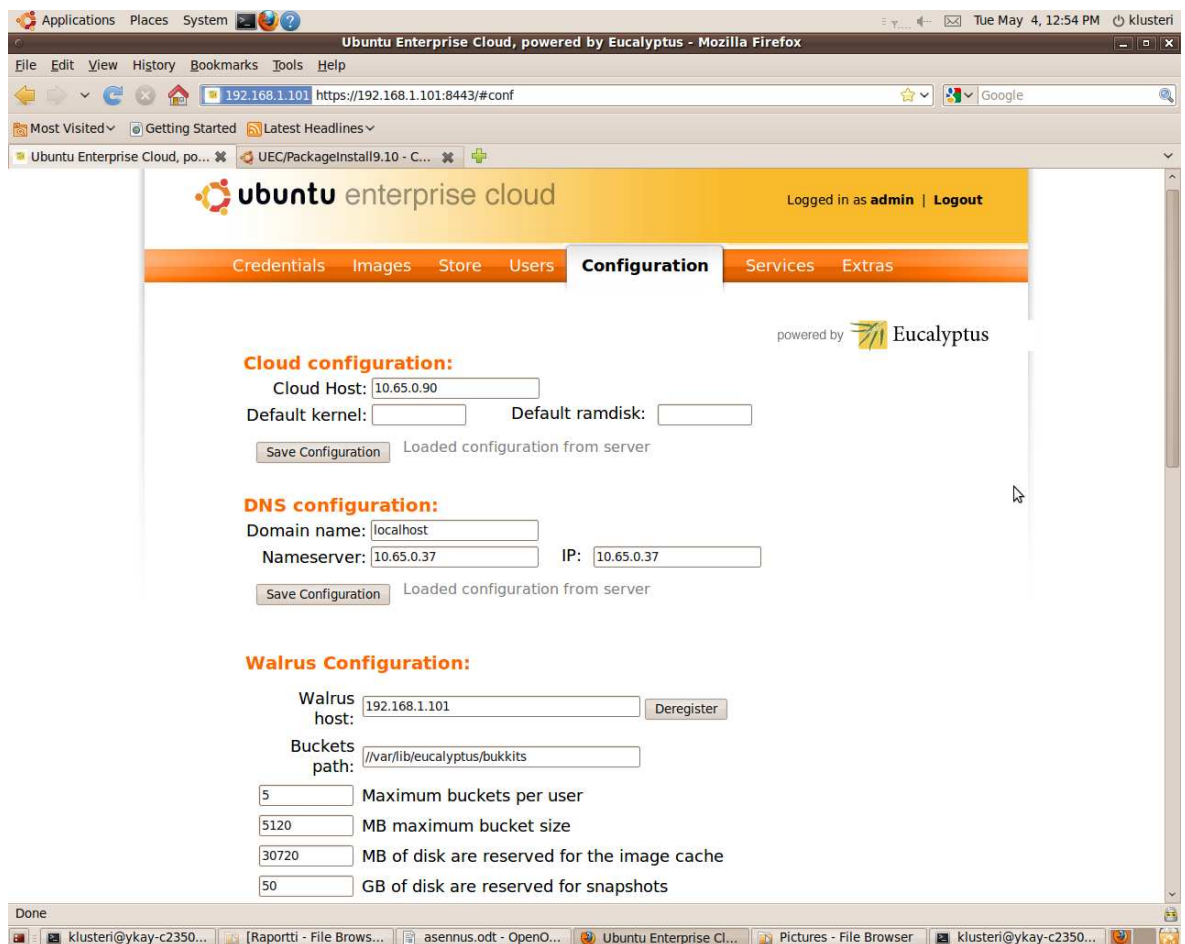 Applications Places System Tue May 4, 12:54 PM klusteri
Ubuntu Enterprise Cloud, powered by Eucalyptus - Mozilla Firefox
File Edit View History Bookmarks Tools Help
192.168.1.101 https://192.168.1.101:8443/#conf Google
Most Visited Getting Started Latest Headlines
Ubuntu Enterprise Cloud, po... UEC/PackageInstall9.10 - C...
ubuntu enterprise cloud
Logged in as admin | Logout
Credentials Images Store Users Configuration Services Extras
powered by Eucalyptus
Cloud configuration:
Cloud Host: 10.65.0.90
Default kernel: Default ramdisk:
Save Configuration Loaded configuration from server
DNS configuration:
Domain name: localhost
Nameserver: 10.65.0.37 IP: 10.65.0.37
Save Configuration Loaded configuration from server
Walrus Configuration:
Walrus host: 192.168.1.101 Deregister
Buckets path: //var/lib/eucalyptus/bukkits
5 Maximum buckets per user
5120 MB maximum bucket size
30720 MB of disk are reserved for the image cache
50 GB of disk are reserved for snapshots
Done
klusteri@ykay-c2350... [Raportti - File Brows... asennus.odt - OpenO... Ubuntu Enterprise Cl... Pictures - File Browser klusteri@ykay-c2350...